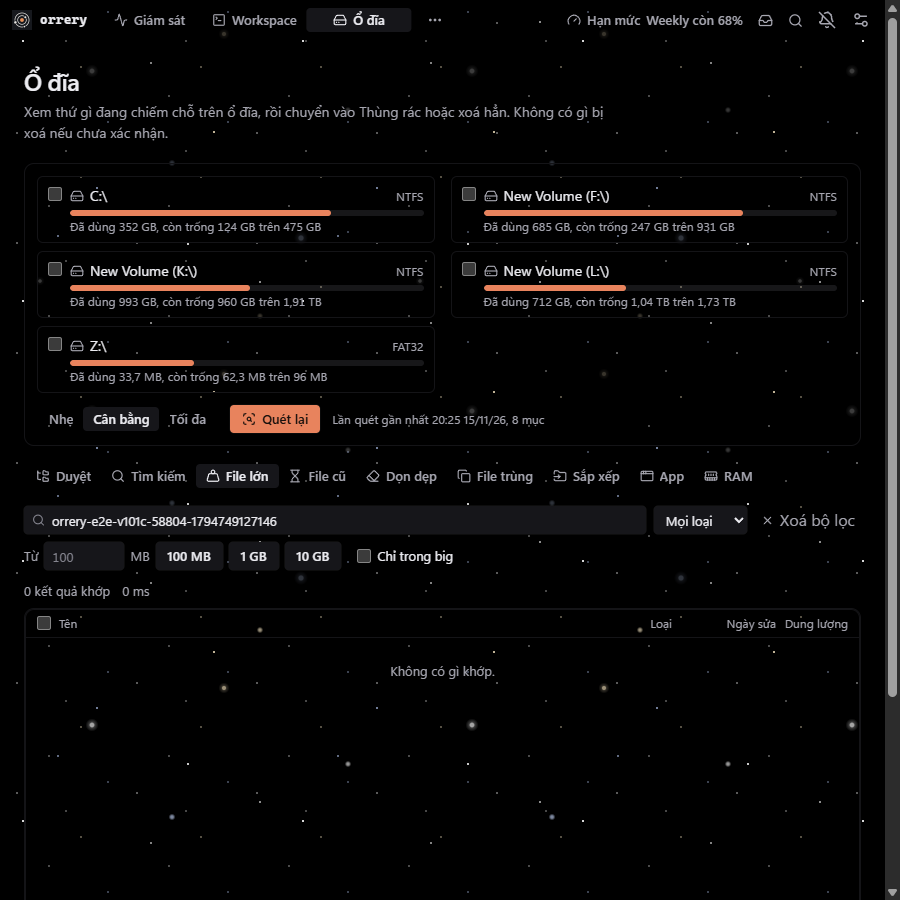 orrery Giám sát Workspace Ổ đĩa Hạn mức Weekly còn 68%
Ổ đĩa
Xem thứ gì đang chiếm chỗ trên ổ đĩa, rồi chuyển vào Thùng rác hoặc xoá hẳn. Không có gì bị
xoá nếu chưa xác nhận.
C:\ NTFS
Đã dùng 352 GB, còn trống 124 GB trên 475 GB
New Volume (F:\) NTFS
Đã dùng 685 GB, còn trống 247 GB trên 931 GB
New Volume (K:\) NTFS
Đã dùng 993 GB, còn trống 960 GB trên 1,91 TB
New Volume (L:\) NTFS
Đã dùng 712 GB, còn trống 1,04 TB trên 1,73 TB
Z:\ FAT32
Đã dùng 33,7 MB, còn trống 62,3 MB trên 96 MB
Nhẹ Cân bằng Tối đa Quét lại Lần quét gần nhất 20:25 15/11/26, 8 mục
Duyệt Tìm kiếm File lớn File cũ Dọn dẹp File trùng Sắp xếp App RAM
orrery-e2e-v101c-58804-1794749127146 Mọi loại Xoá bộ lọc
Từ 100 MB 100 MB 1 GB 10 GB Chỉ trong big
0 kết quả khớp 0 ms
Tên Loại Ngày sửa Dung lượng
Không có gì khớp.